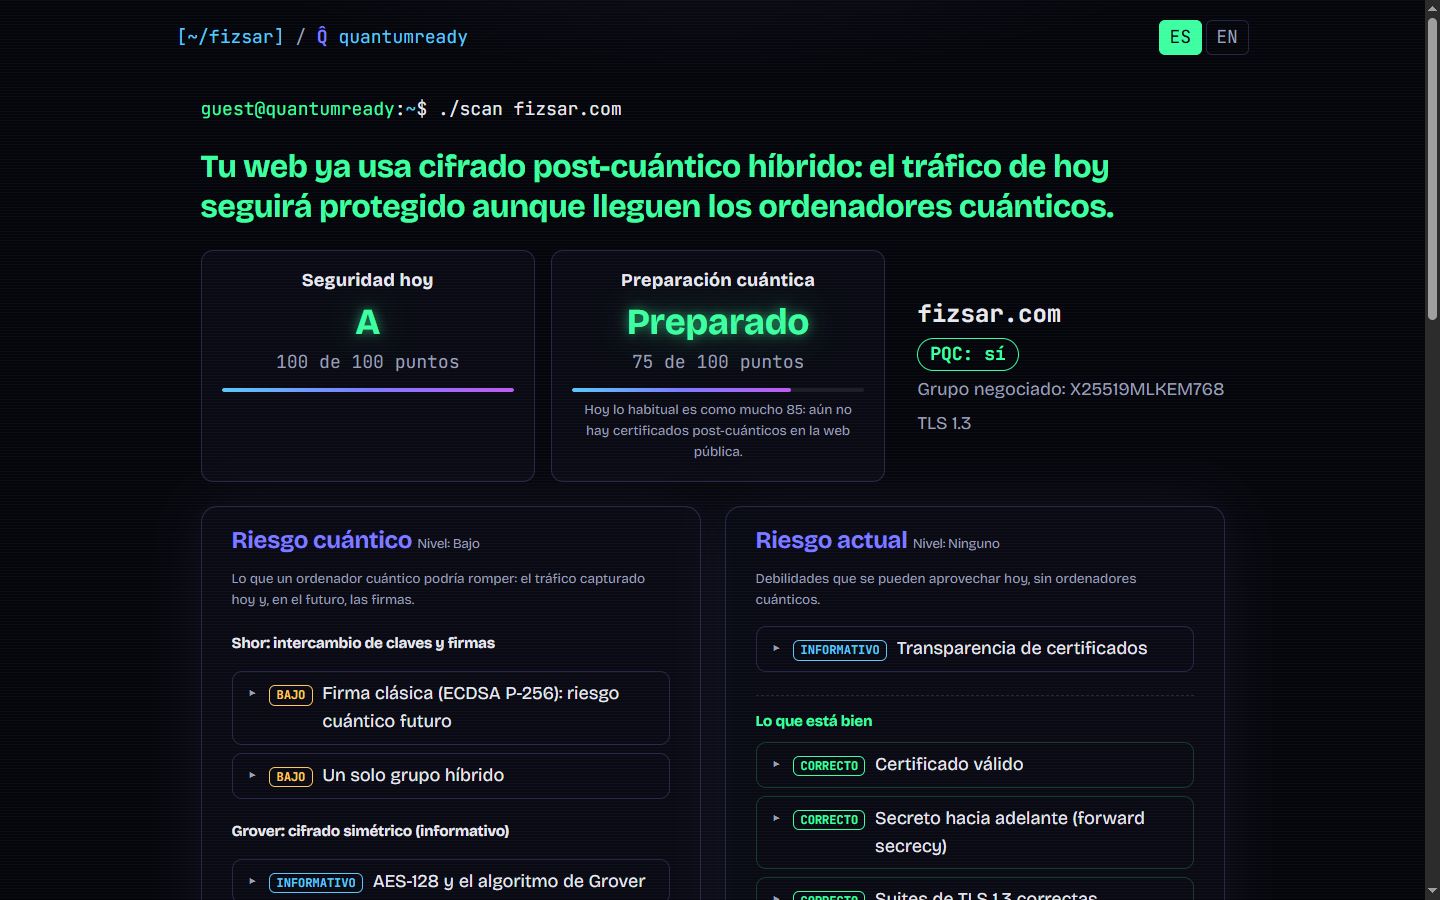 [~/fizsar] / Q̂ quantumready
ES EN
guest@quantumready:~$ ./scan fizsar.com
Tu web ya usa cifrado post-cuántico híbrido: el tráfico de hoy
seguirá protegido aunque lleguen los ordenadores cuánticos.
Seguridad hoy
A
100 de 100 puntos
Preparación cuántica
Preparado
75 de 100 puntos
Hoy lo habitual es como mucho 85: aún no
hay certificados post-cuánticos en la web
pública.
fizsar.com
PQC: sí
Grupo negociado: X25519MLKEM768
TLS 1.3
Riesgo cuántico Nivel: Bajo
Lo que un ordenador cuántico podría romper: el tráfico capturado
hoy y, en el futuro, las firmas.
Shor: intercambio de claves y firmas
BAJO Firma clásica (ECDSA P-256): riesgo
cuántico futuro
BAJO Un solo grupo híbrido
Grover: cifrado simétrico (informativo)
INFORMATIVO AES-128 y el algoritmo de Grover
Riesgo actual Nivel: Ninguno
Debilidades que se pueden aprovechar hoy, sin ordenadores
cuánticos.
INFORMATIVO Transparencia de certificados
Lo que está bien
CORRECTO Certificado válido
CORRECTO Secreto hacia adelante (forward
secrecy)
CORRECTO Suites de TLS 1.3 correctas